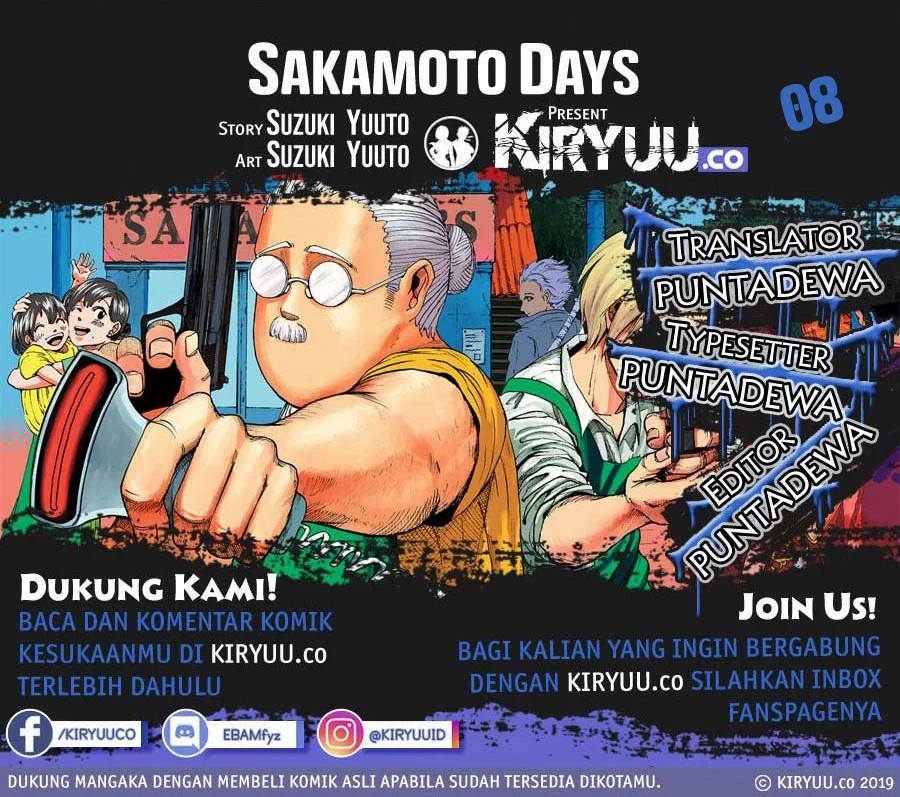 SAKAMOTO DAYS
08
STORY SUZUKI YUUTO
ART SUZUKI YUUTO
PRESENT
KIRYUU.CO
SA S
TRANSLATOR
PUNTADEWA
TYPESETTER
PUNTADEWA
EDITOR
PUNTADEWA
DUKUNG KAMI!
BACA DAN KOMENTAR KOMIK
KESUKAANMU DI KIRYUU.co
TERLEBIH DAHULU
JOIN US!
BAGI KALIAN YANG INGIN BERGABUNG
DENGAN KIRYUU.co SILAHKAN INBOX
FANSPAGENYA
/KIRYUUCO
EBAMfyz
@KIRYUUID
DUKUNG MANGAKA DENGAN MEMBELI KOMIK ASLI APABILA SUDAH TERSEDIA DIKOTAMU.
© KIRYUU.CO 2019